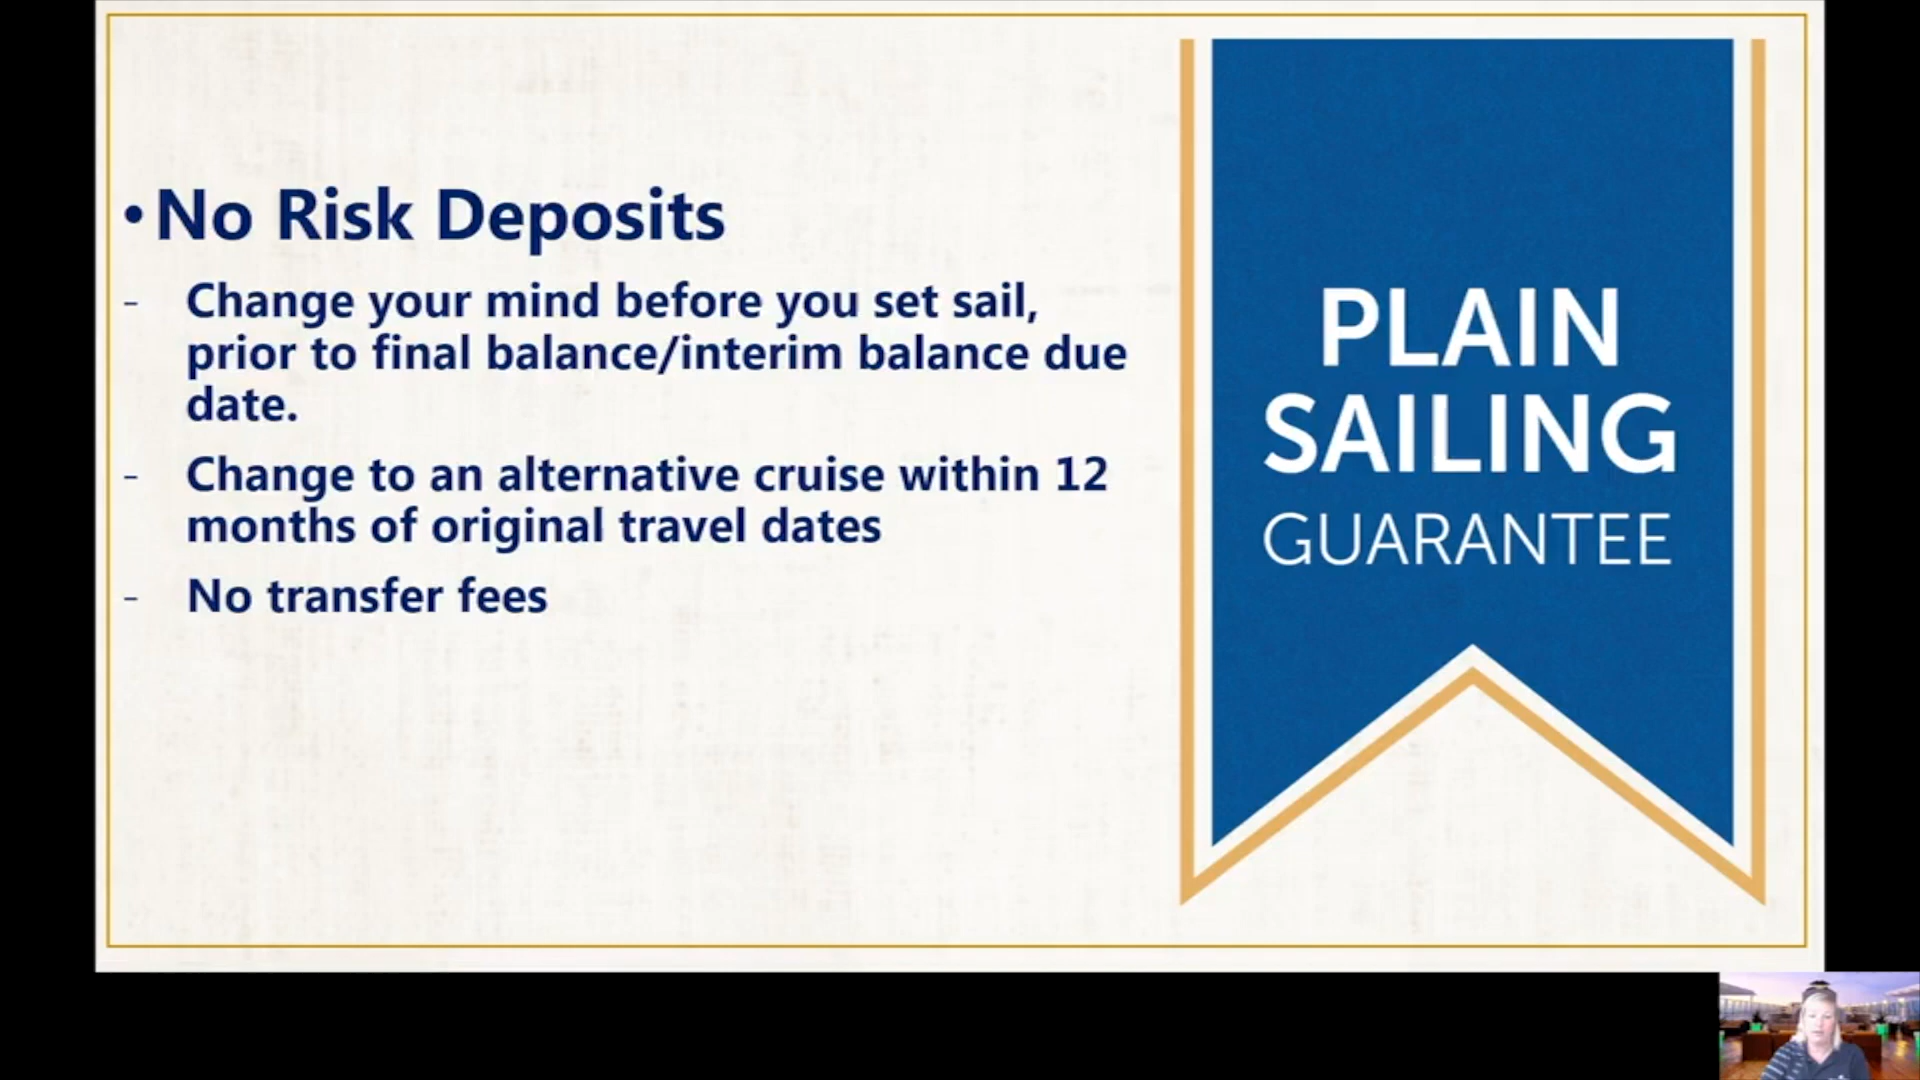 •No Risk Deposits
- Change your mind before you set sail,
prior to final balance/interim balance due
date.
- Change to an alternative cruise within 12
months of original travel dates
- No transfer fees
PLAIN
SAILING
GUARANTEE